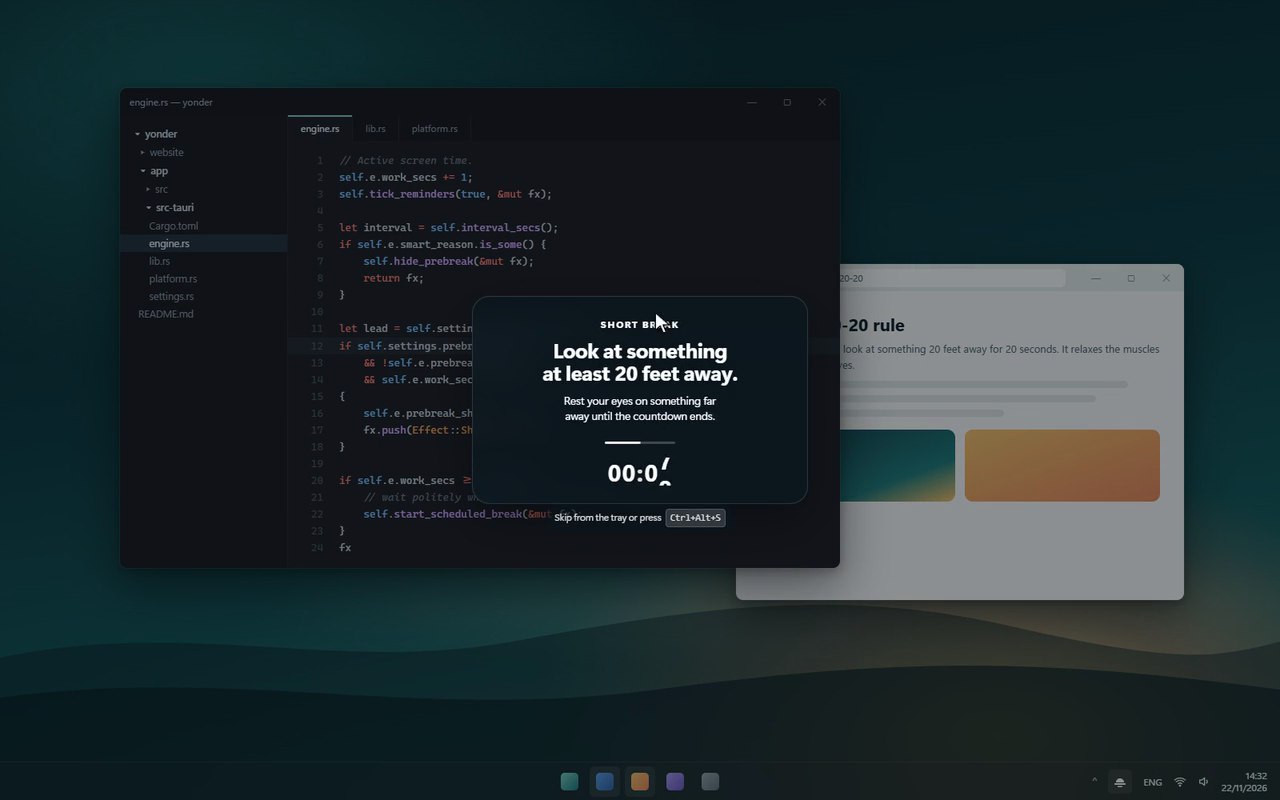 engine.rs — yonder
yonder
website
app
src
src-tauri
Cargo.toml
engine.rs
lib.rs
platform.rs
settings.rs
README.md
engine.rs
lib.rs
platform.rs
1 // Active screen time.
2 self.e.work_secs += 1;
3 self.tick_reminders(true, &mut fx);
4
5 let interval = self.interval_secs();
6 if self.e.smart_reason.is_some() {
7 self.hide_prebreak(&mut fx);
8 return fx;
9 }
10
11 let lead = self.settin
12 if self.settings.prebr
13 && !self.e.prebrea
14 && self.e.work_sec
15 {
16 self.e.prebreak_sh
17 fx.push(Effect::Sh
18 }
19
20 if self.e.work_secs ≥
21 // wait politely w
22 self.start_scheduled_break(&mut
23 }
24 fx
SHORT BREAK
Look at something
at least 20 feet away.
Rest your eyes on something far
away until the countdown ends.
00:0
Skip from the tray or press Ctrl+Alt+S
20-20
-20 rule
look at something 20 feet away for 20 seconds. It relaxes the muscles
es.
ENG
14:32
22/11/2026